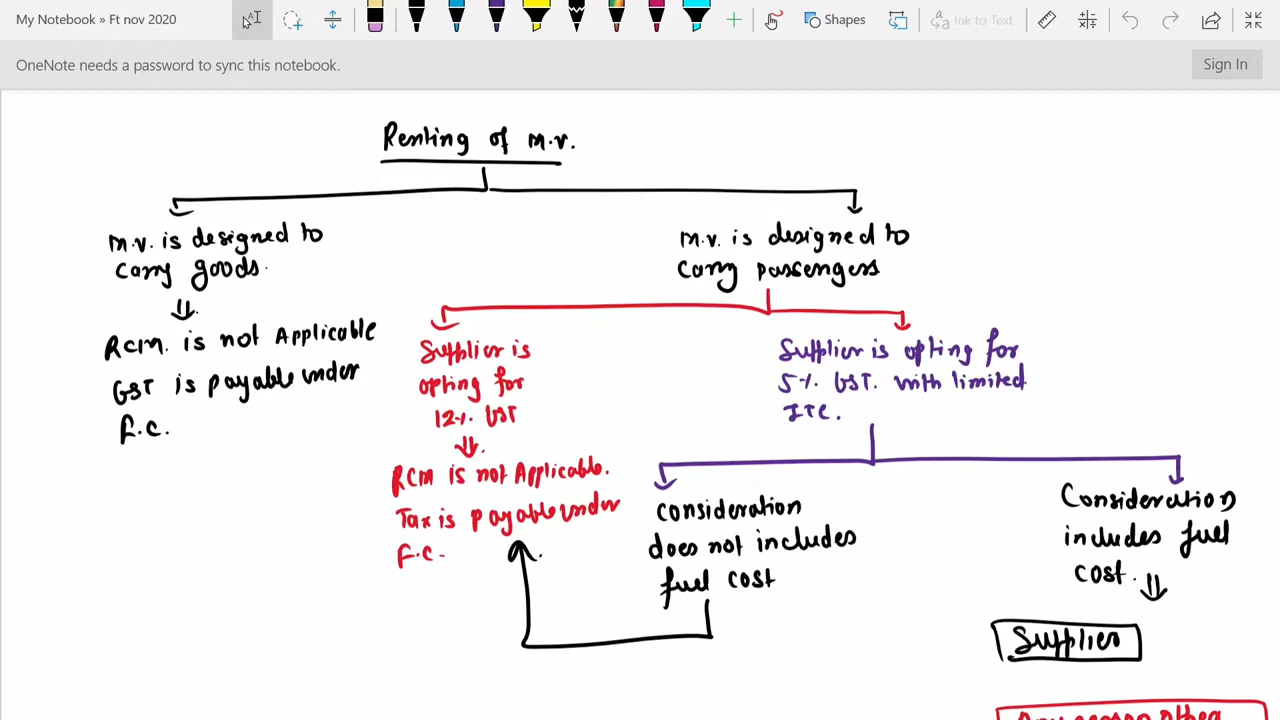 My Notebook » Ft nov 2020
Shapes
Ink to Text
OneNote needs a password to sync this notebook.
Sign In
Renting of m.v.
m.v. is designed to
carry goods.
RCM. is not Applicable
GST is payable under
F.C.
m.v. is designed to
carry passengers
Supplier is
opting for
12%. GST
RCM is not Applicable.
Tax is payable under
F.C.
Supplier is opting for
5%. GST. with limited
ITC.
consideration
does not includes
fuel cost
Consideration
includes fuel
cost.
Supplier
Any person other